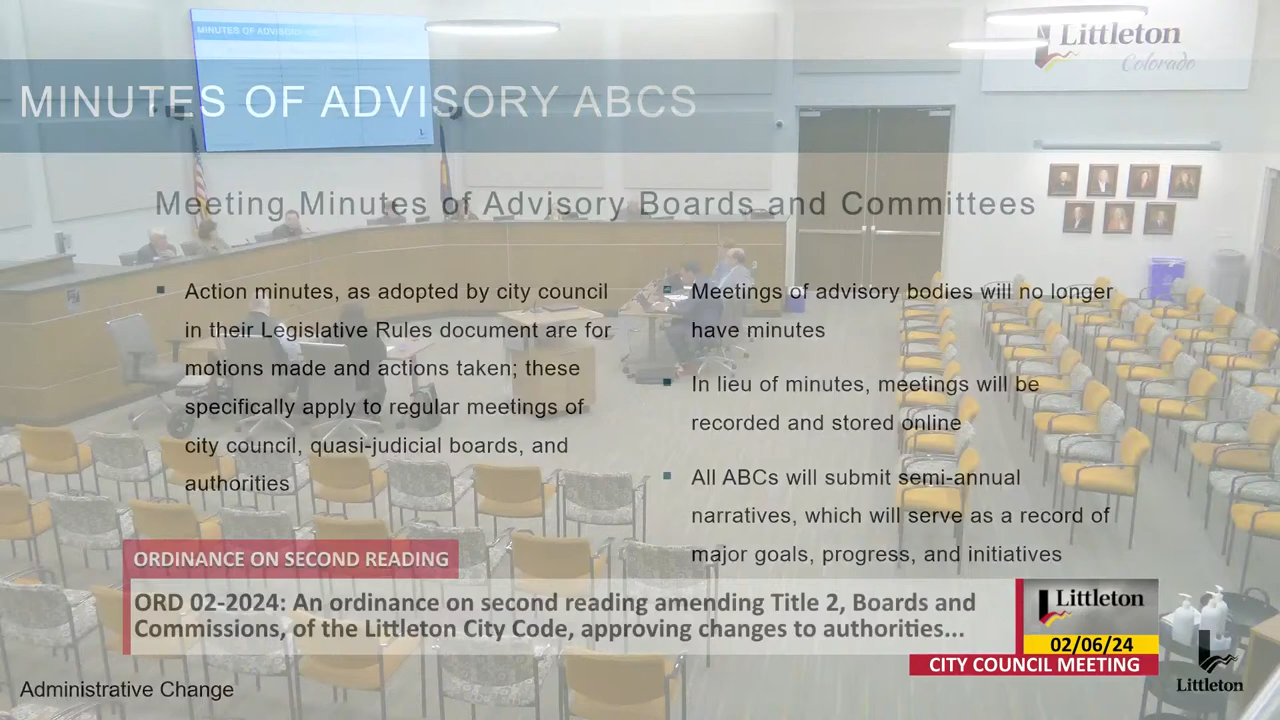 MINUTES OF ADVISORY
Littleton
Colorado
MINUTES OF ADVISORY ABCS
Meeting Minutes of Advisory Boards and Committees
▪ Action minutes, as adopted by city council
in their Legislative Rules document are for
motions made and actions taken; these
specifically apply to regular meetings of
city council, quasi-judicial boards, and
authorities
▪ Meetings of advisory bodies will no longer
have minutes
▪ In lieu of minutes, meetings will be
recorded and stored online
▪ All ABCs will submit semi-annual
narratives, which will serve as a record of
major goals, progress, and initiatives
ORDINANCE ON SECOND READING
ORD 02-2024: An ordinance on second reading amending Title 2, Boards and
Commissions, of the Littleton City Code, approving changes to authorities...
Littleton
02/06/24
CITY COUNCIL MEETING
Administrative Change
Littleton